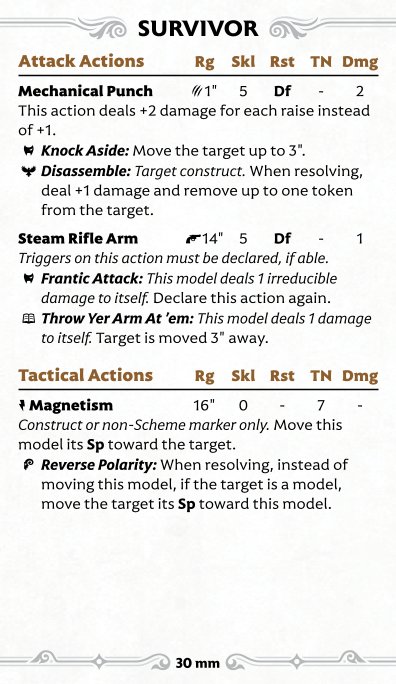 SURVIVOR
Attack Actions Rg Skl Rst TN Dmg
Mechanical Punch 1" 5 Df - 2
This action deals +2 damage for each raise instead
of +1.
Knock Aside: Move the target up to 3".
Disassemble: Target construct. When resolving,
deal +1 damage and remove up to one token
from the target.
Steam Rifle Arm 14" 5 Df - 1
Triggers on this action must be declared, if able.
Frantic Attack: This model deals 1 irreducible
damage to itself. Declare this action again.
Throw Yer Arm At ’em: This model deals 1 damage
to itself. Target is moved 3" away.
Tactical Actions Rg Skl Rst TN Dmg
Magnetism 16" 0 - 7 -
Construct or non-Scheme marker only. Move this
model its Sp toward the target.
Reverse Polarity: When resolving, instead of
moving this model, if the target is a model,
move the target its Sp toward this model.
30 mm